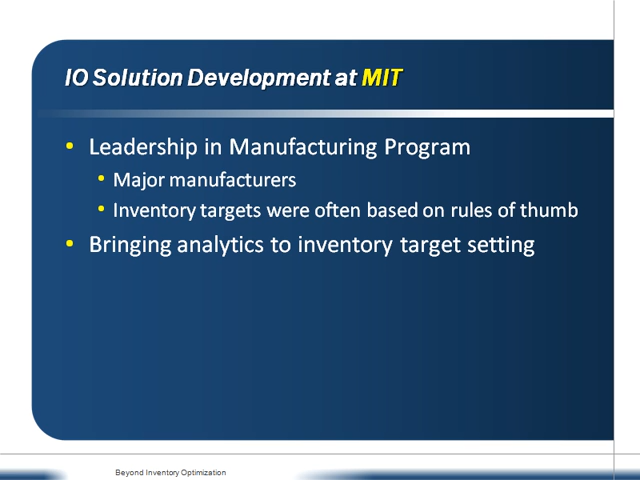 IO Solution Development at MIT
• Leadership in Manufacturing Program
• Major manufacturers
• Inventory targets were often based on rules of thumb
• Bringing analytics to inventory target setting
Beyond Inventory Optimization